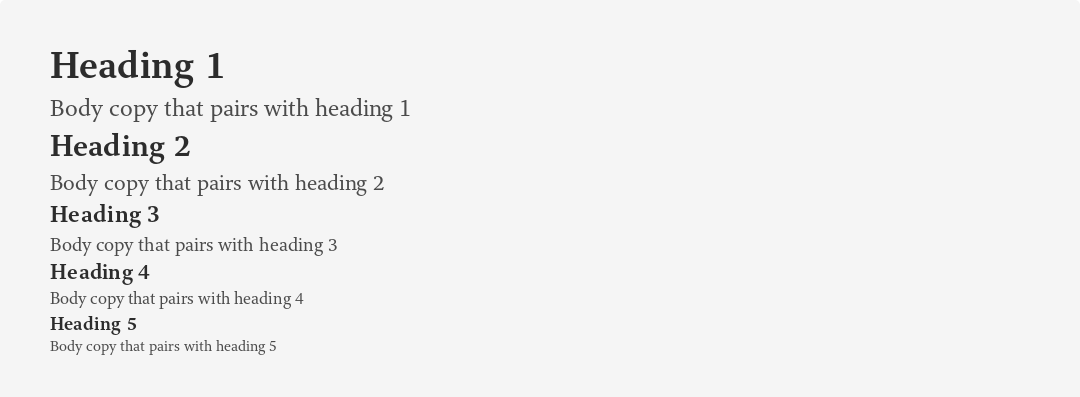 Heading 1
Body copy that pairs with heading 1
Heading 2
Body copy that pairs with heading 2
Heading 3
Body copy that pairs with heading 3
Heading 4
Body copy that pairs with heading 4
Heading 5
Body copy that pairs with heading 5